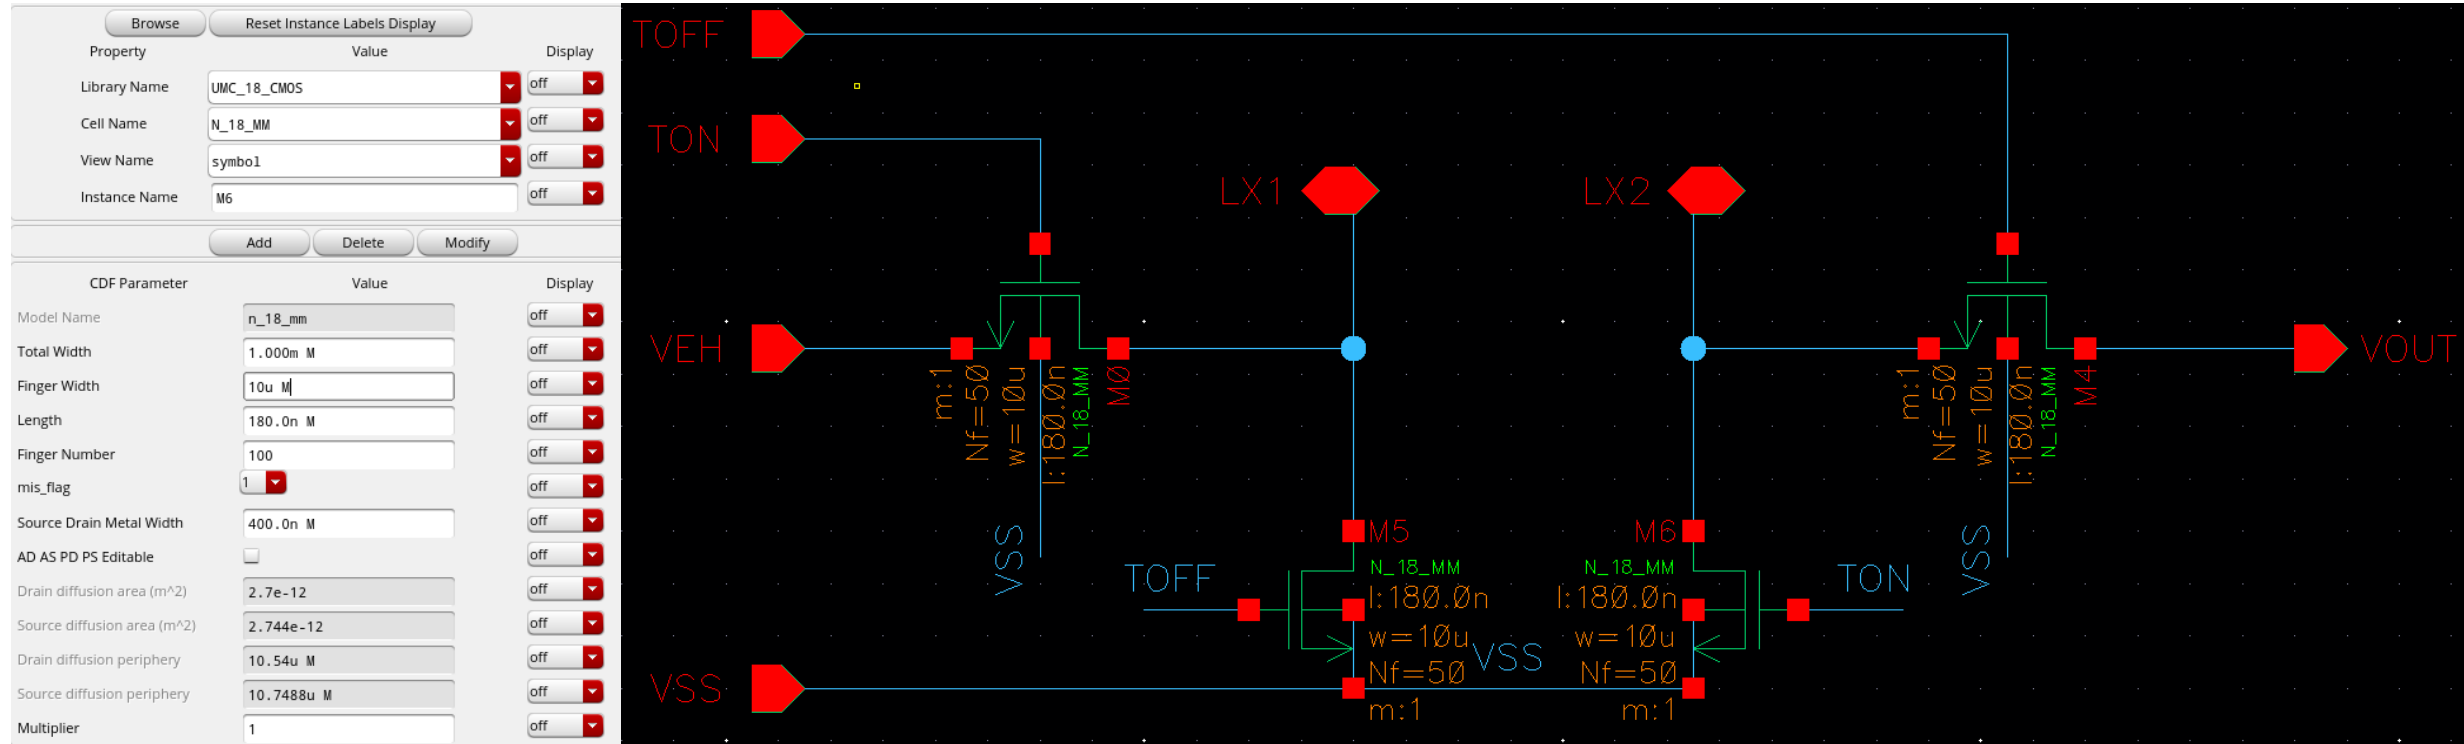 Browse Reset Instance Labels Display
Property Value Display
Library Name UMC_18_CMOS off
Cell Name N_18_MM off
View Name symbol off
Instance Name M6 off
Add Delete Modify
CDF Parameter Value Display
Model Name n_18_mm off
Total Width 1.000m M off
Finger Width 10u M off
Length 180.0n M off
Finger Number 100 off
mis_flag 1 off
Source Drain Metal Width 400.0n M off
AD AS PD PS Editable off
Drain diffusion area (m^2) 2.7e-12 off
Source diffusion area (m^2) 2.744e-12 off
Drain diffusion periphery 10.54u M off
Source diffusion periphery 10.7488u M off
Multiplier 1 off
TOFF
TON
LX1
LX2
VEH
m:1
Nf=50
w=10u
l:180.0n
N_18_MM
M0
VSS
m:1
Nf=50
w=10u
l:180.0n
N_18_MM
M4
VSS
VOUT
TOFF
M5
N_18_MM
l:180.0n
w=10u
Nf=50
m:1
VSS
M6
N_18_MM
l:180.0n
w=10u
Nf=50
m:1
TON
VSS